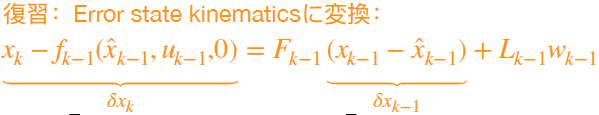 復習： Error state kinematicsに変換：
x_k − f_{k−1}(x̂_{k−1}, u_{k−1},0) = F_{k−1} (x_{k−1} − x̂_{k−1}) + L_{k−1}w_{k−1}
δx_k δx_{k−1}